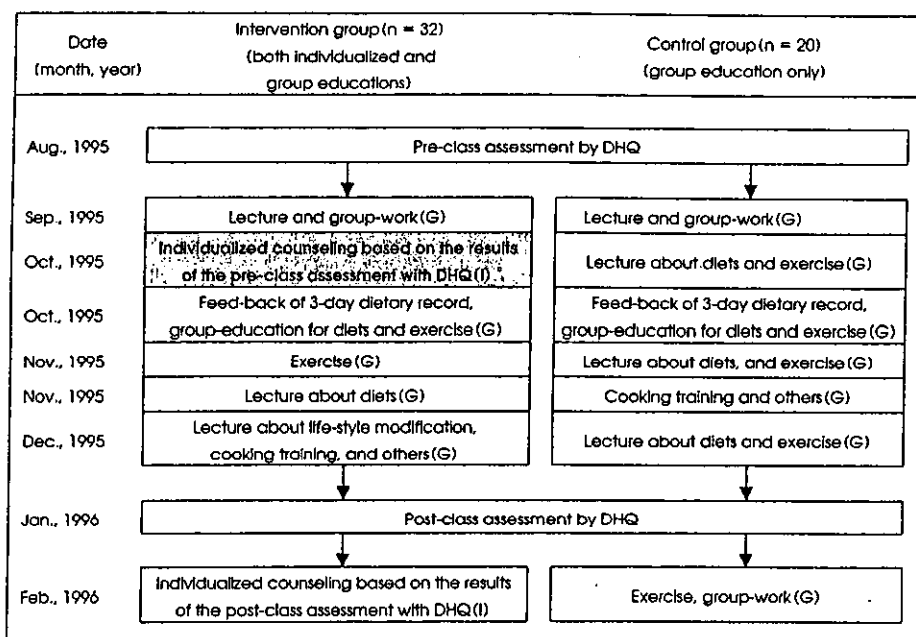 Date
(month, year)
Intervention group (n = 32)
(both individualized and
group educations)
Control group (n = 20)
(group education only)
Aug., 1995
Pre-class assessment by DHQ
Sep., 1995
Lecture and group-work (G)
Lecture and group-work (G)
Oct., 1995
Individualized counseling based on the results
of the pre-class assessment with DHQ (I)
Lecture about diets and exercise (G)
Oct., 1995
Feed-back of 3-day dietary record,
group-education for diets and exercise (G)
Feed-back of 3-day dietary record,
group-education for diets and exercise (G)
Nov., 1995
Exercise (G)
Lecture about diets, and exercise (G)
Nov., 1995
Lecture about diets (G)
Cooking training and others (G)
Dec., 1995
Lecture about life-style modification,
cooking training, and others (G)
Lecture about diets and exercise (G)
Jan., 1996
Post-class assessment by DHQ
Feb., 1996
Individualized counseling based on the results
of the post-class assessment with DHQ (I)
Exercise, group-work (G)